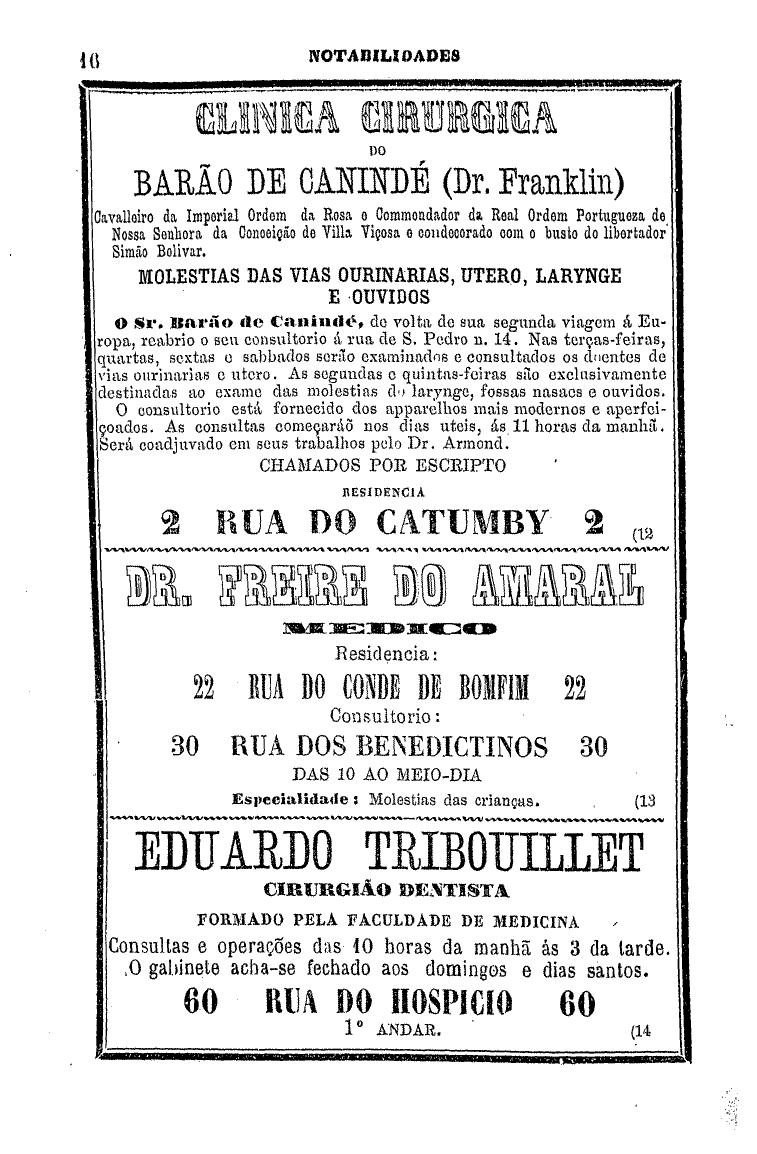 16
NOTABILIDADES
CLINICA CIRURGICA
DO
BARÃO DE CANINDÉ (Dr. Franklin)
Cavalleiro da Imperial Ordem da Rosa e Commendador da Real Ordem Portugueza de
Nossa Senhora da Conceição de Villa Viçosa e condecorado com o busto do libertador
Simão Bolivar.
MOLESTIAS DAS VIAS OURINARIAS, UTERO, LARYNGE
E OUVIDOS
O Sr. Barão de Canindé, de volta de sua segunda viagem á Eu-
ropa, reabrio o seu consultorio á rua de S. Pedro n. 14. Nas terças-feiras,
quartas, sextas e sabbados serão examinados e consultados os doentes de
vias ourinarias e utero. As segundas e quintas-feiras são exclusivamente
destinadas ao exame das molestias do larynge, fossas nasaes e ouvidos.
O consultorio está fornecido dos apparelhos mais modernos e aperfei-
çoados. As consultas começaráõ nos dias uteis, ás 11 horas da manhã.
Será coadjuvado em seus trabalhos pelo Dr. Armond.
CHAMADOS POR ESCRIPTO
RESIDENCIA
2 RUA DO CATUMBY 2 (12
DR. FREIRE DO AMARAL
MEDICO
Residencia:
22 RUA DO CONDE DE BOMFIM 22
Consultorio:
30 RUA DOS BENEDICTINOS 30
DAS 10 AO MEIO-DIA
Especialidade: Molestias das crianças. (13
EDUARDO TRIBOUILLET
CIRURGIÃO DENTISTA
FORMADO PELA FACULDADE DE MEDICINA
Consultas e operações das 10 horas da manhã ás 3 da tarde.
O gabinete acha-se fechado aos domingos e dias santos.
60 RUA DO HOSPICIO 60
1º ANDAR. (14